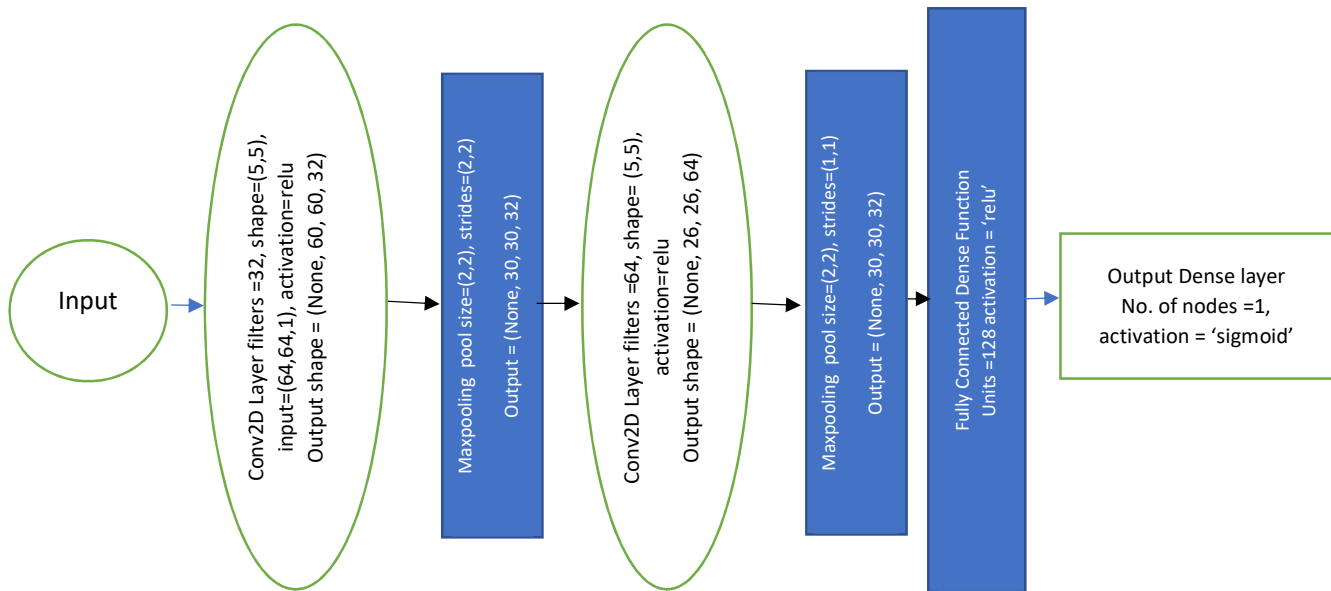 Input
Conv2D Layer filters =32, shape=(5,5),
input=(64,64,1), activation=relu
Output shape = (None, 60, 60, 32)
Maxpooling pool size=(2,2), strides=(2,2)
Output = (None, 30, 30, 32)
Conv2D Layer filters =64, shape= (5,5),
activation=relu
Output shape = (None, 26, 26, 64)
Maxpooling pool size=(2,2), strides=(1,1)
Output = (None, 30, 30, 32)
Fully Connected Dense Function
Units =128 activation = ‘relu’
Output Dense layer
No. of nodes =1,
activation = ‘sigmoid’